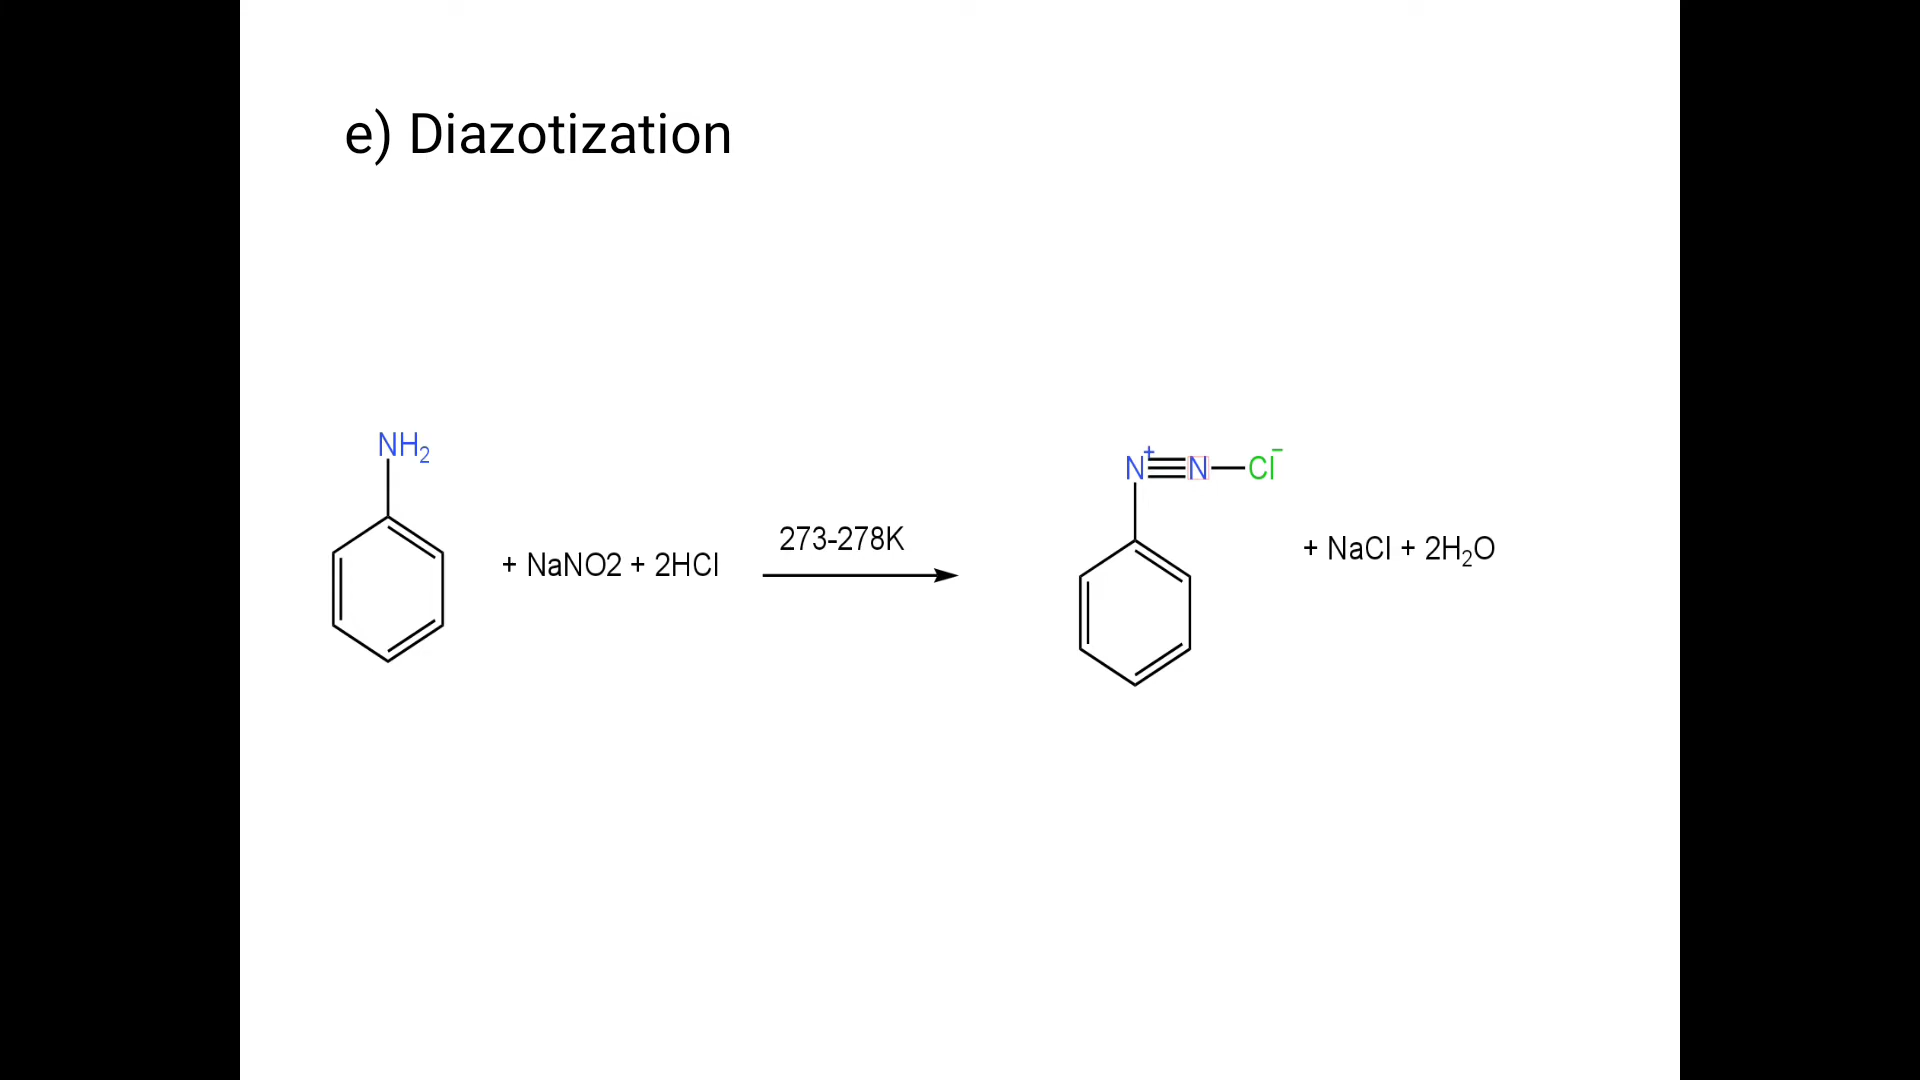 e) Diazotization
NH₂
N⁺ N Cl⁻
273-278K
+ NaNO2 + 2HCl
+ NaCl + 2H₂O